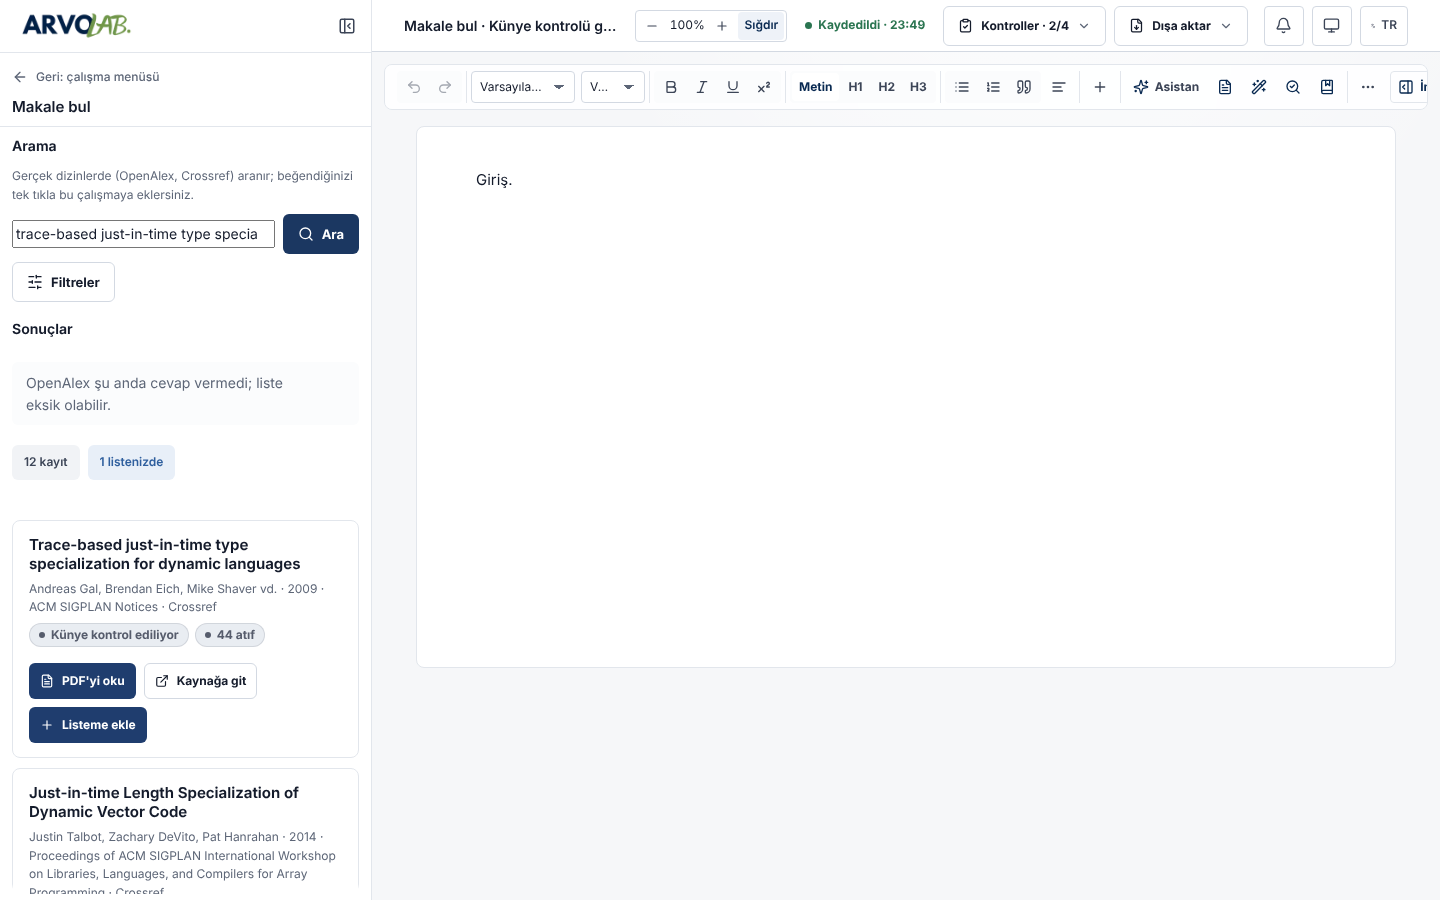 ARVOLAB.
Geri: çalışma menüsü
Makale bul
Arama
Gerçek dizinlerde (OpenAlex, Crossref) aranır; beğendiğinizi
tek tıkla bu çalışmaya eklersiniz.
trace-based just-in-time type specia
Ara
Filtreler
Sonuçlar
OpenAlex şu anda cevap vermedi; liste
eksik olabilir.
12 kayıt
1 listenizde
Trace-based just-in-time type
specialization for dynamic languages
Andreas Gal, Brendan Eich, Mike Shaver vd. · 2009 ·
ACM SIGPLAN Notices · Crossref
Künye kontrol ediliyor
44 atıf
PDF'yi oku
Kaynağa git
Listeme ekle
Just-in-time Length Specialization of
Dynamic Vector Code
Justin Talbot, Zachary DeVito, Pat Hanrahan · 2014 ·
Proceedings of ACM SIGPLAN International Workshop
on Libraries, Languages, and Compilers for Array
Programming · Crossref
Makale bul · Künye kontrolü g...
100%
Sığdır
Kaydedildi · 23:49
Kontroller · 2/4
Dışa aktar
TR
Varsayıla...
V...
B I U x²
Metin H1 H2 H3
Asistan
Giriş.